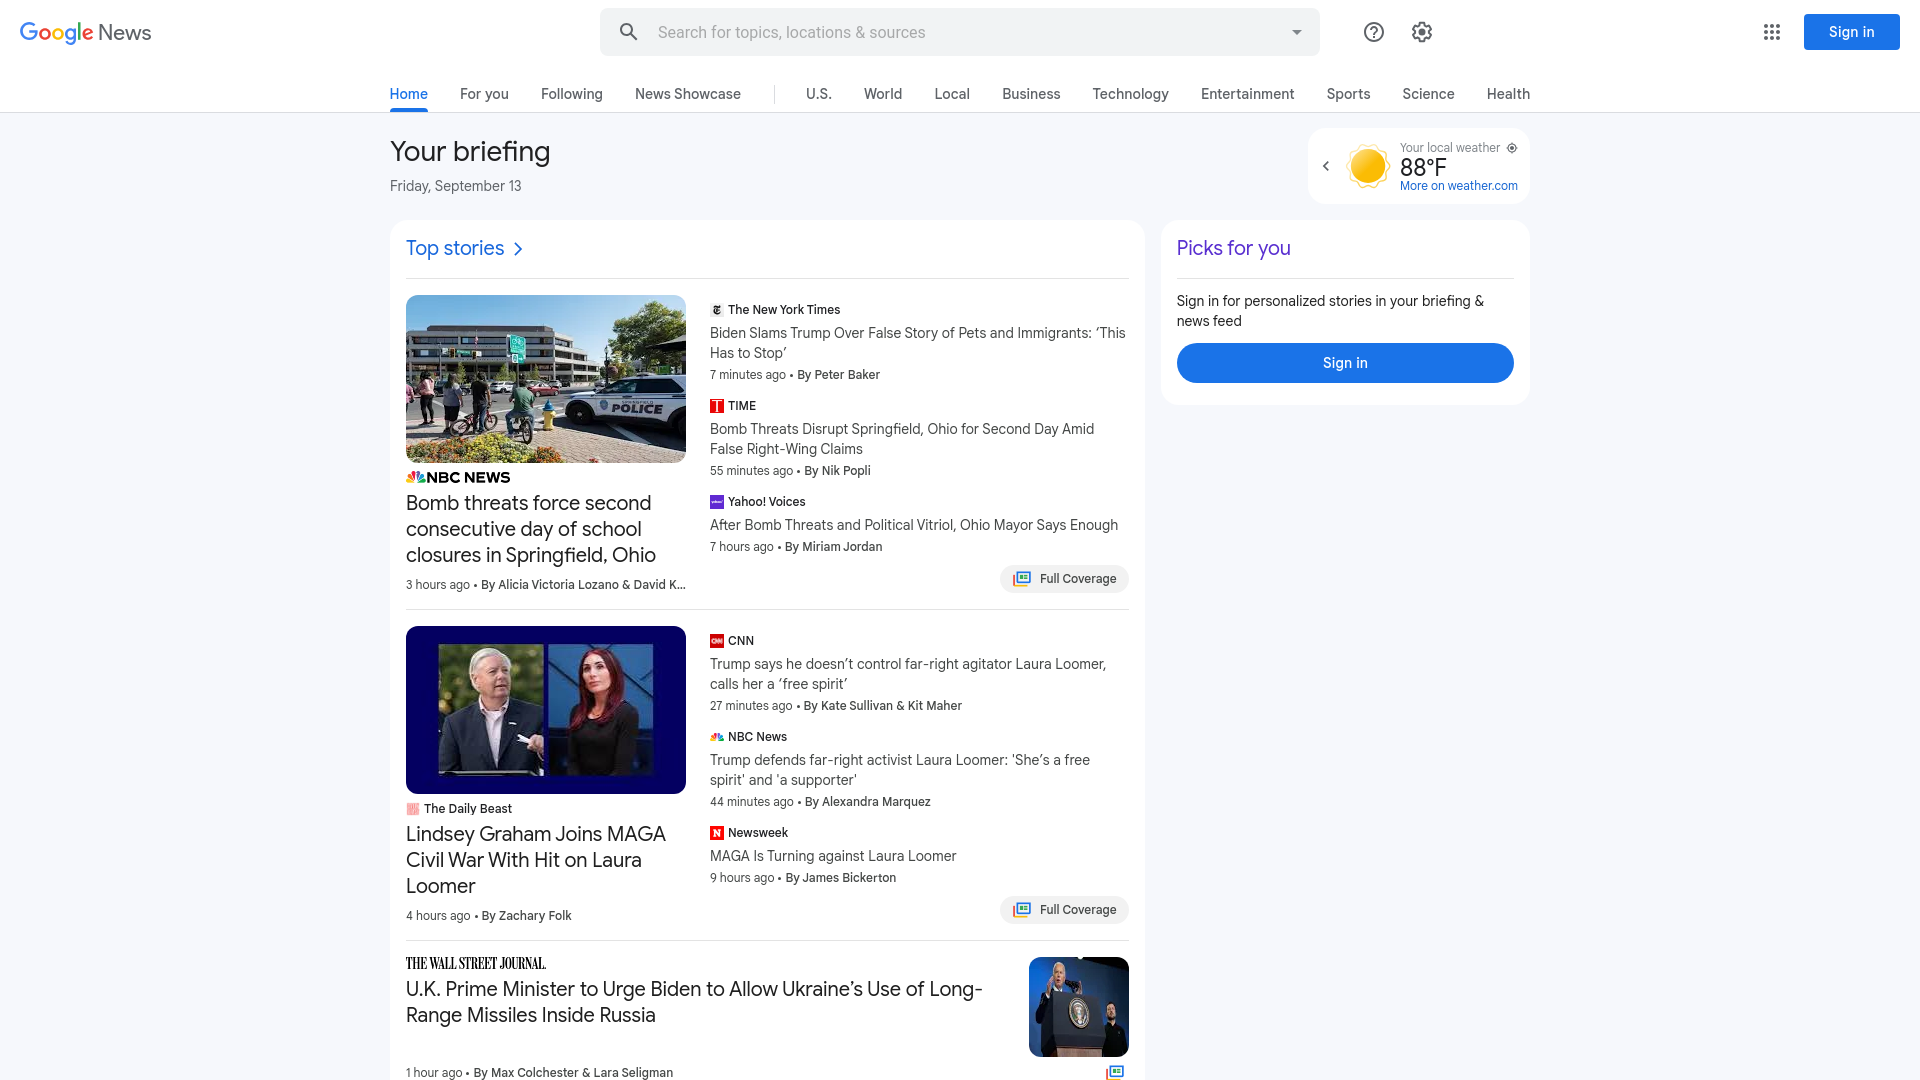 Google News
Search for topics, locations & sources
Sign in
Home
For you
Following
News Showcase
U.S.
World
Local
Business
Technology
Entertainment
Sports
Science
Health
Your briefing
Friday, September 13
Your local weather
88°F
More on weather.com
Top stories
POLICE
NBC NEWS
Bomb threats force second
consecutive day of school
closures in Springfield, Ohio
3 hours ago • By Alicia Victoria Lozano & David K...
The New York Times
Biden Slams Trump Over False Story of Pets and Immigrants: ‘This
Has to Stop’
7 minutes ago • By Peter Baker
TIME
Bomb Threats Disrupt Springfield, Ohio for Second Day Amid
False Right-Wing Claims
55 minutes ago • By Nik Popli
Yahoo! Voices
After Bomb Threats and Political Vitriol, Ohio Mayor Says Enough
7 hours ago • By Miriam Jordan
Full Coverage
The Daily Beast
Lindsey Graham Joins MAGA
Civil War With Hit on Laura
Loomer
4 hours ago • By Zachary Folk
CNN
Trump says he doesn’t control far-right agitator Laura Loomer,
calls her a ‘free spirit’
27 minutes ago • By Kate Sullivan & Kit Maher
NBC News
Trump defends far-right activist Laura Loomer: 'She’s a free
spirit' and 'a supporter'
44 minutes ago • By Alexandra Marquez
Newsweek
MAGA Is Turning against Laura Loomer
9 hours ago • By James Bickerton
Full Coverage
THE WALL STREET JOURNAL.
U.K. Prime Minister to Urge Biden to Allow Ukraine’s Use of Long-
Range Missiles Inside Russia
1 hour ago • By Max Colchester & Lara Seligman
Picks for you
Sign in for personalized stories in your briefing &
news feed
Sign in